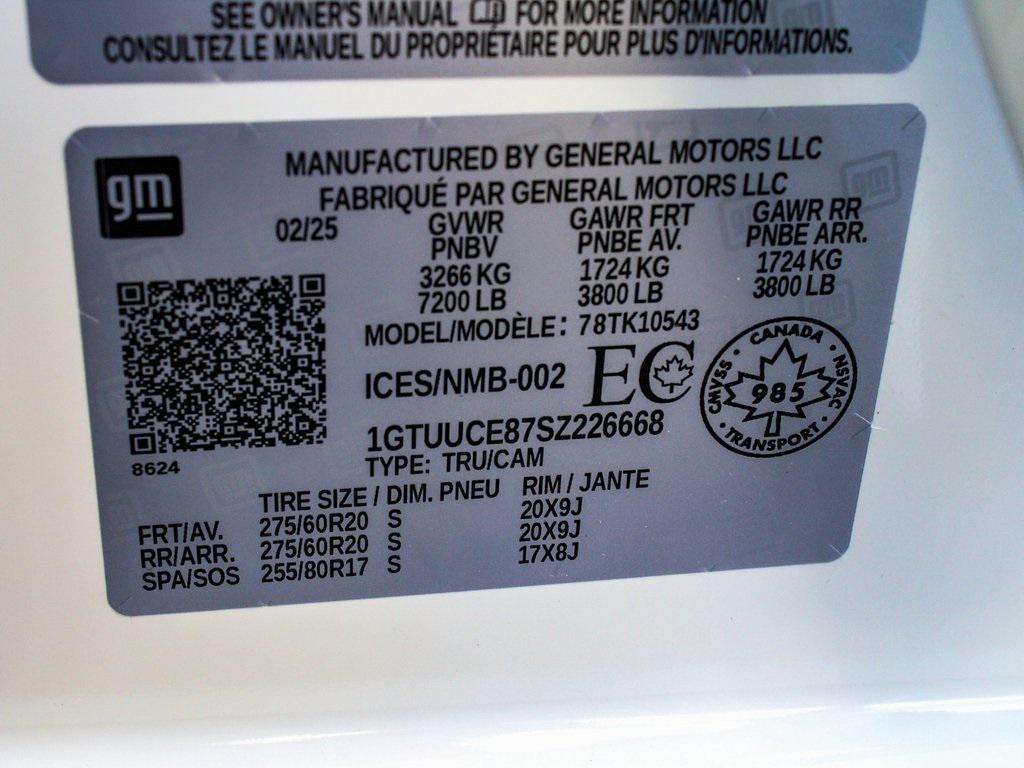 SEE OWNER'S MANUAL FOR MORE INFORMATION
CONSULTEZ LE MANUEL DU PROPRIÉTAIRE POUR PLUS D'INFORMATIONS.
gm
MANUFACTURED BY GENERAL MOTORS LLC
FABRIQUÉ PAR GENERAL MOTORS LLC
02/25 GVWR GAWR FRT GAWR RR
PNBV PNBE AV. PNBE ARR.
3266 KG 1724 KG 1724 KG
7200 LB 3800 LB 3800 LB
MODEL/MODÈLE: 78TK10543
ICES/NMB-002 EC
CANADA
CMVSS 985 NSVAC
TRANSPORT
1GTUUCE87SZ226668
8624
TYPE: TRU/CAM
TIRE SIZE / DIM. PNEU RIM / JANTE
FRT/AV. 275/60R20 S 20X9J
RR/ARR. 275/60R20 S 20X9J
SPA/SOS 255/80R17 S 17X8J